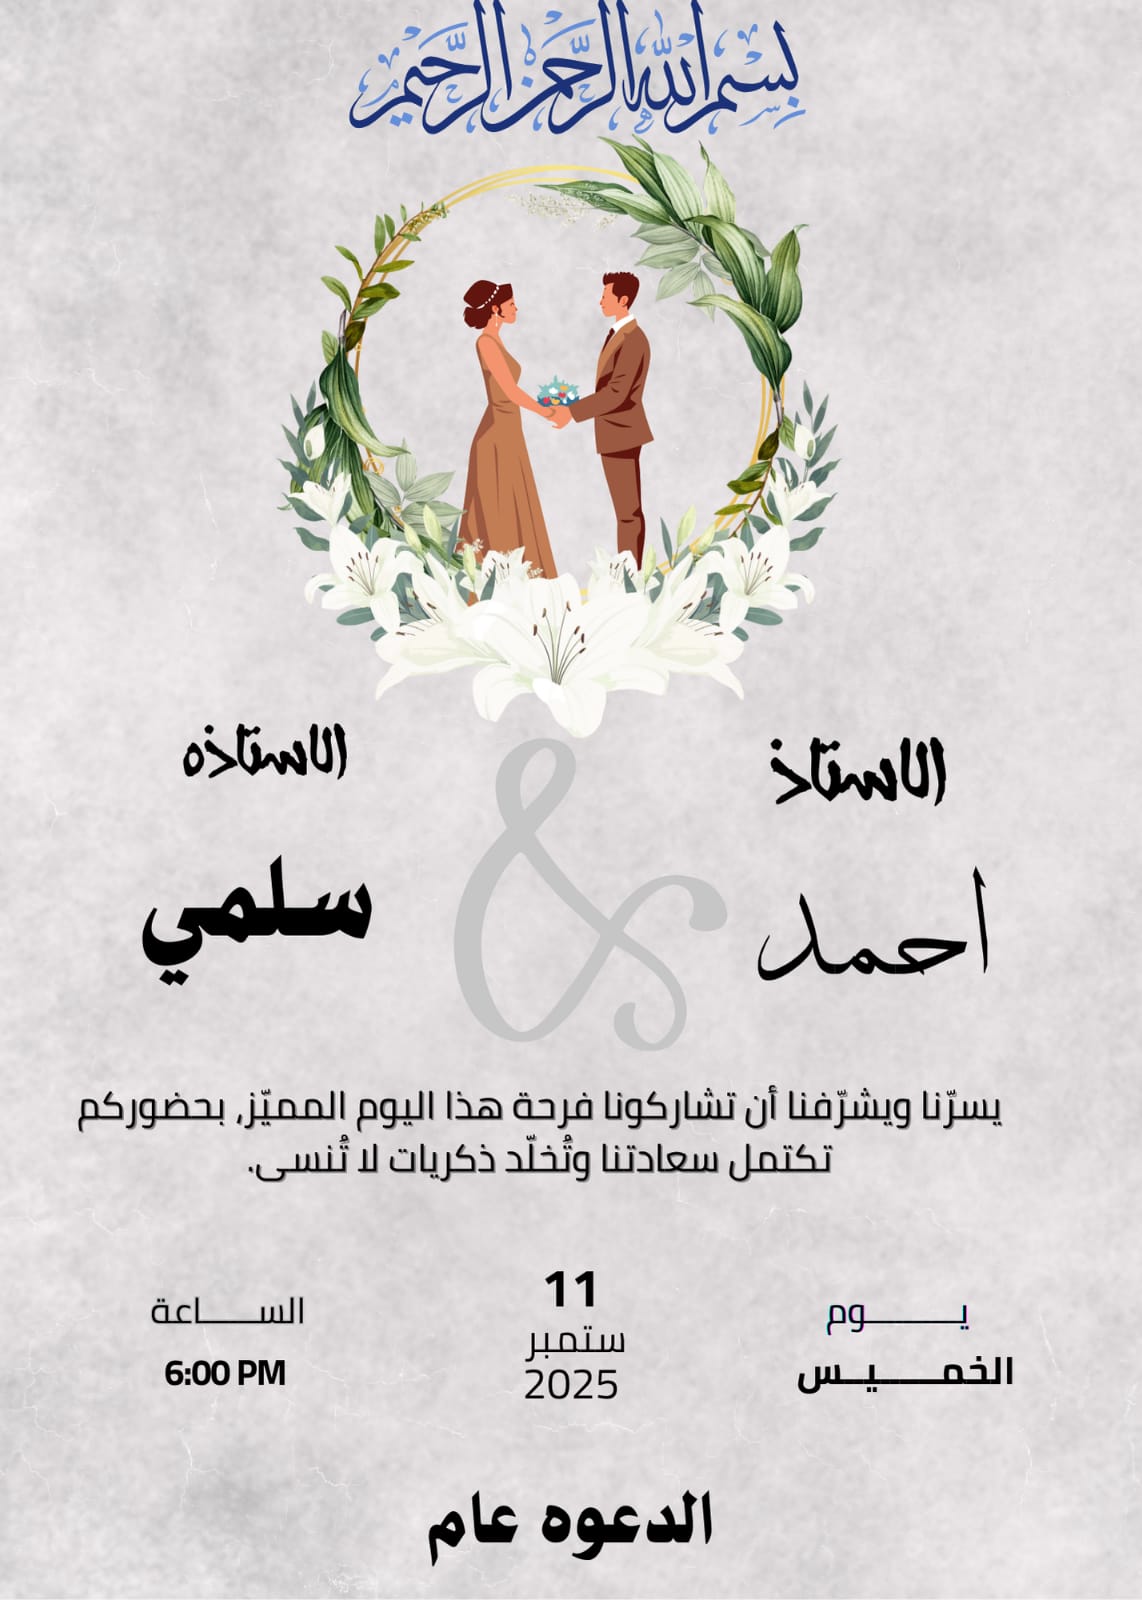 بسم الله الرحمن الرحيم
الاستاذ
الاستاذه
&
احمد
سلمي
يسرّنا ويشرّفنا أن تشاركونا فرحة هذا اليوم المميّز، بحضوركم
تكتمل سعادتنا وتُخلّد ذكريات لا تُنسى.
يـــــوم
الخمـــيـس
11
ستمبر
2025
الســـاعة
6:00 PM
الدعوه عام